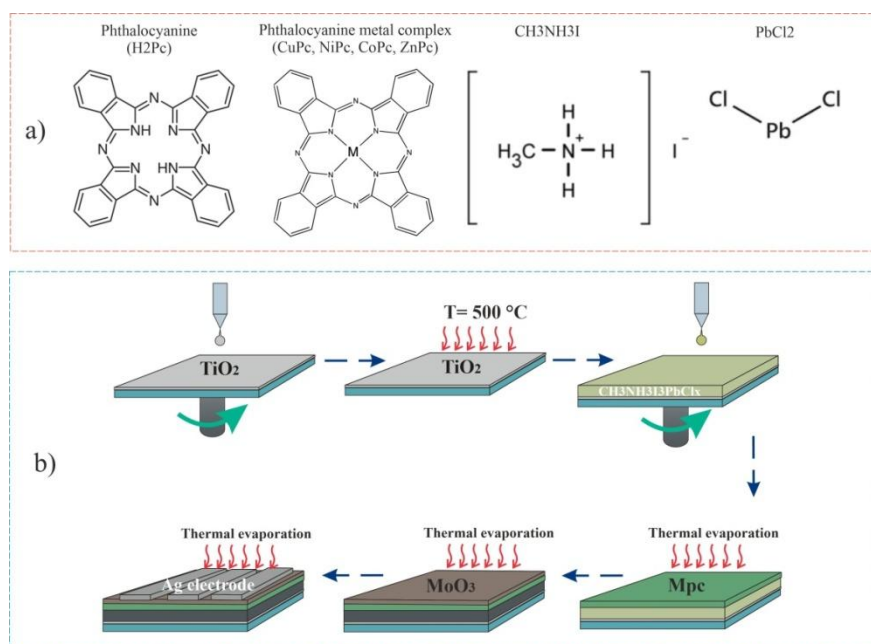 Phthalocyanine
(H2Pc)
Phthalocyanine metal complex
(CuPc, NiPc, CoPc, ZnPc)
CH3NH3I
PbCl2
a)
N
N
N
N
NH
N
N
HN
N
N
N
N
N
N
N
N
M
H
H3C
N
+
H
H
I-
Cl
Cl
Pb
b)
TiO2
T= 500 °C
TiO2
CH3NH3I3PbClx
Thermal evaporation
Ag electrode
Thermal evaporation
MoO3
Thermal evaporation
Mpc